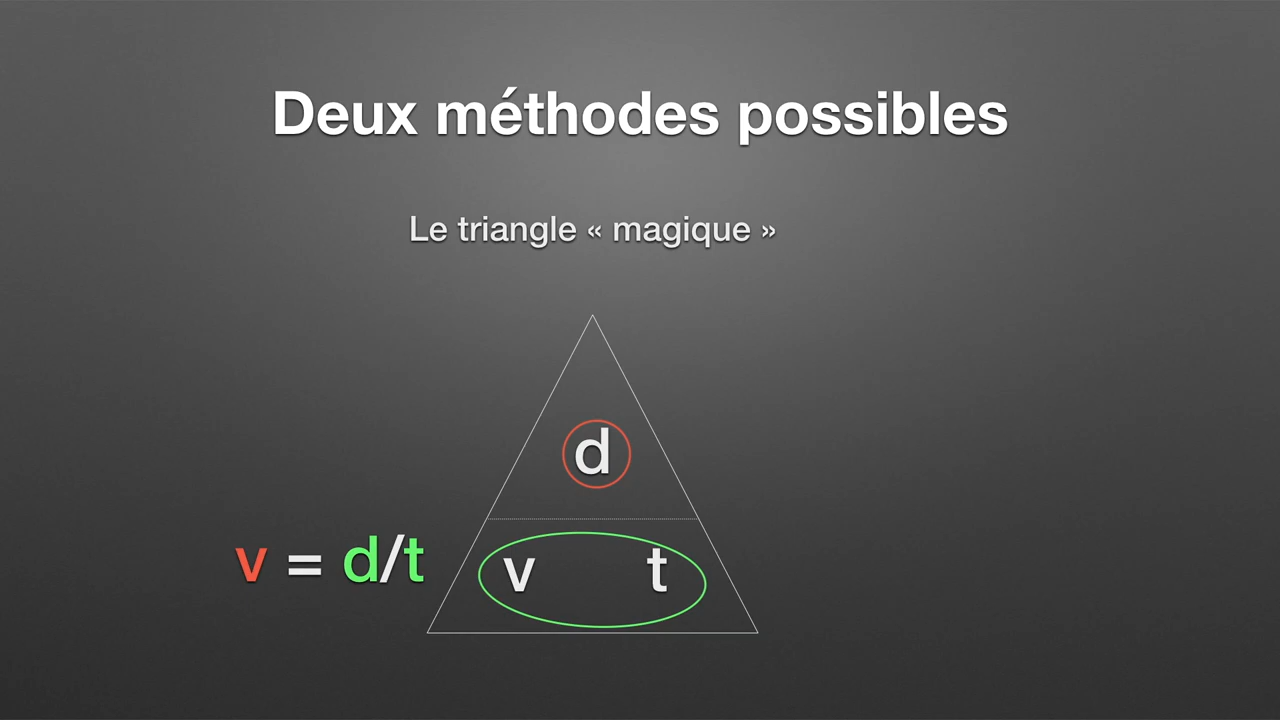 Deux méthodes possibles
Le triangle « magique »
d
v = d/t
v t